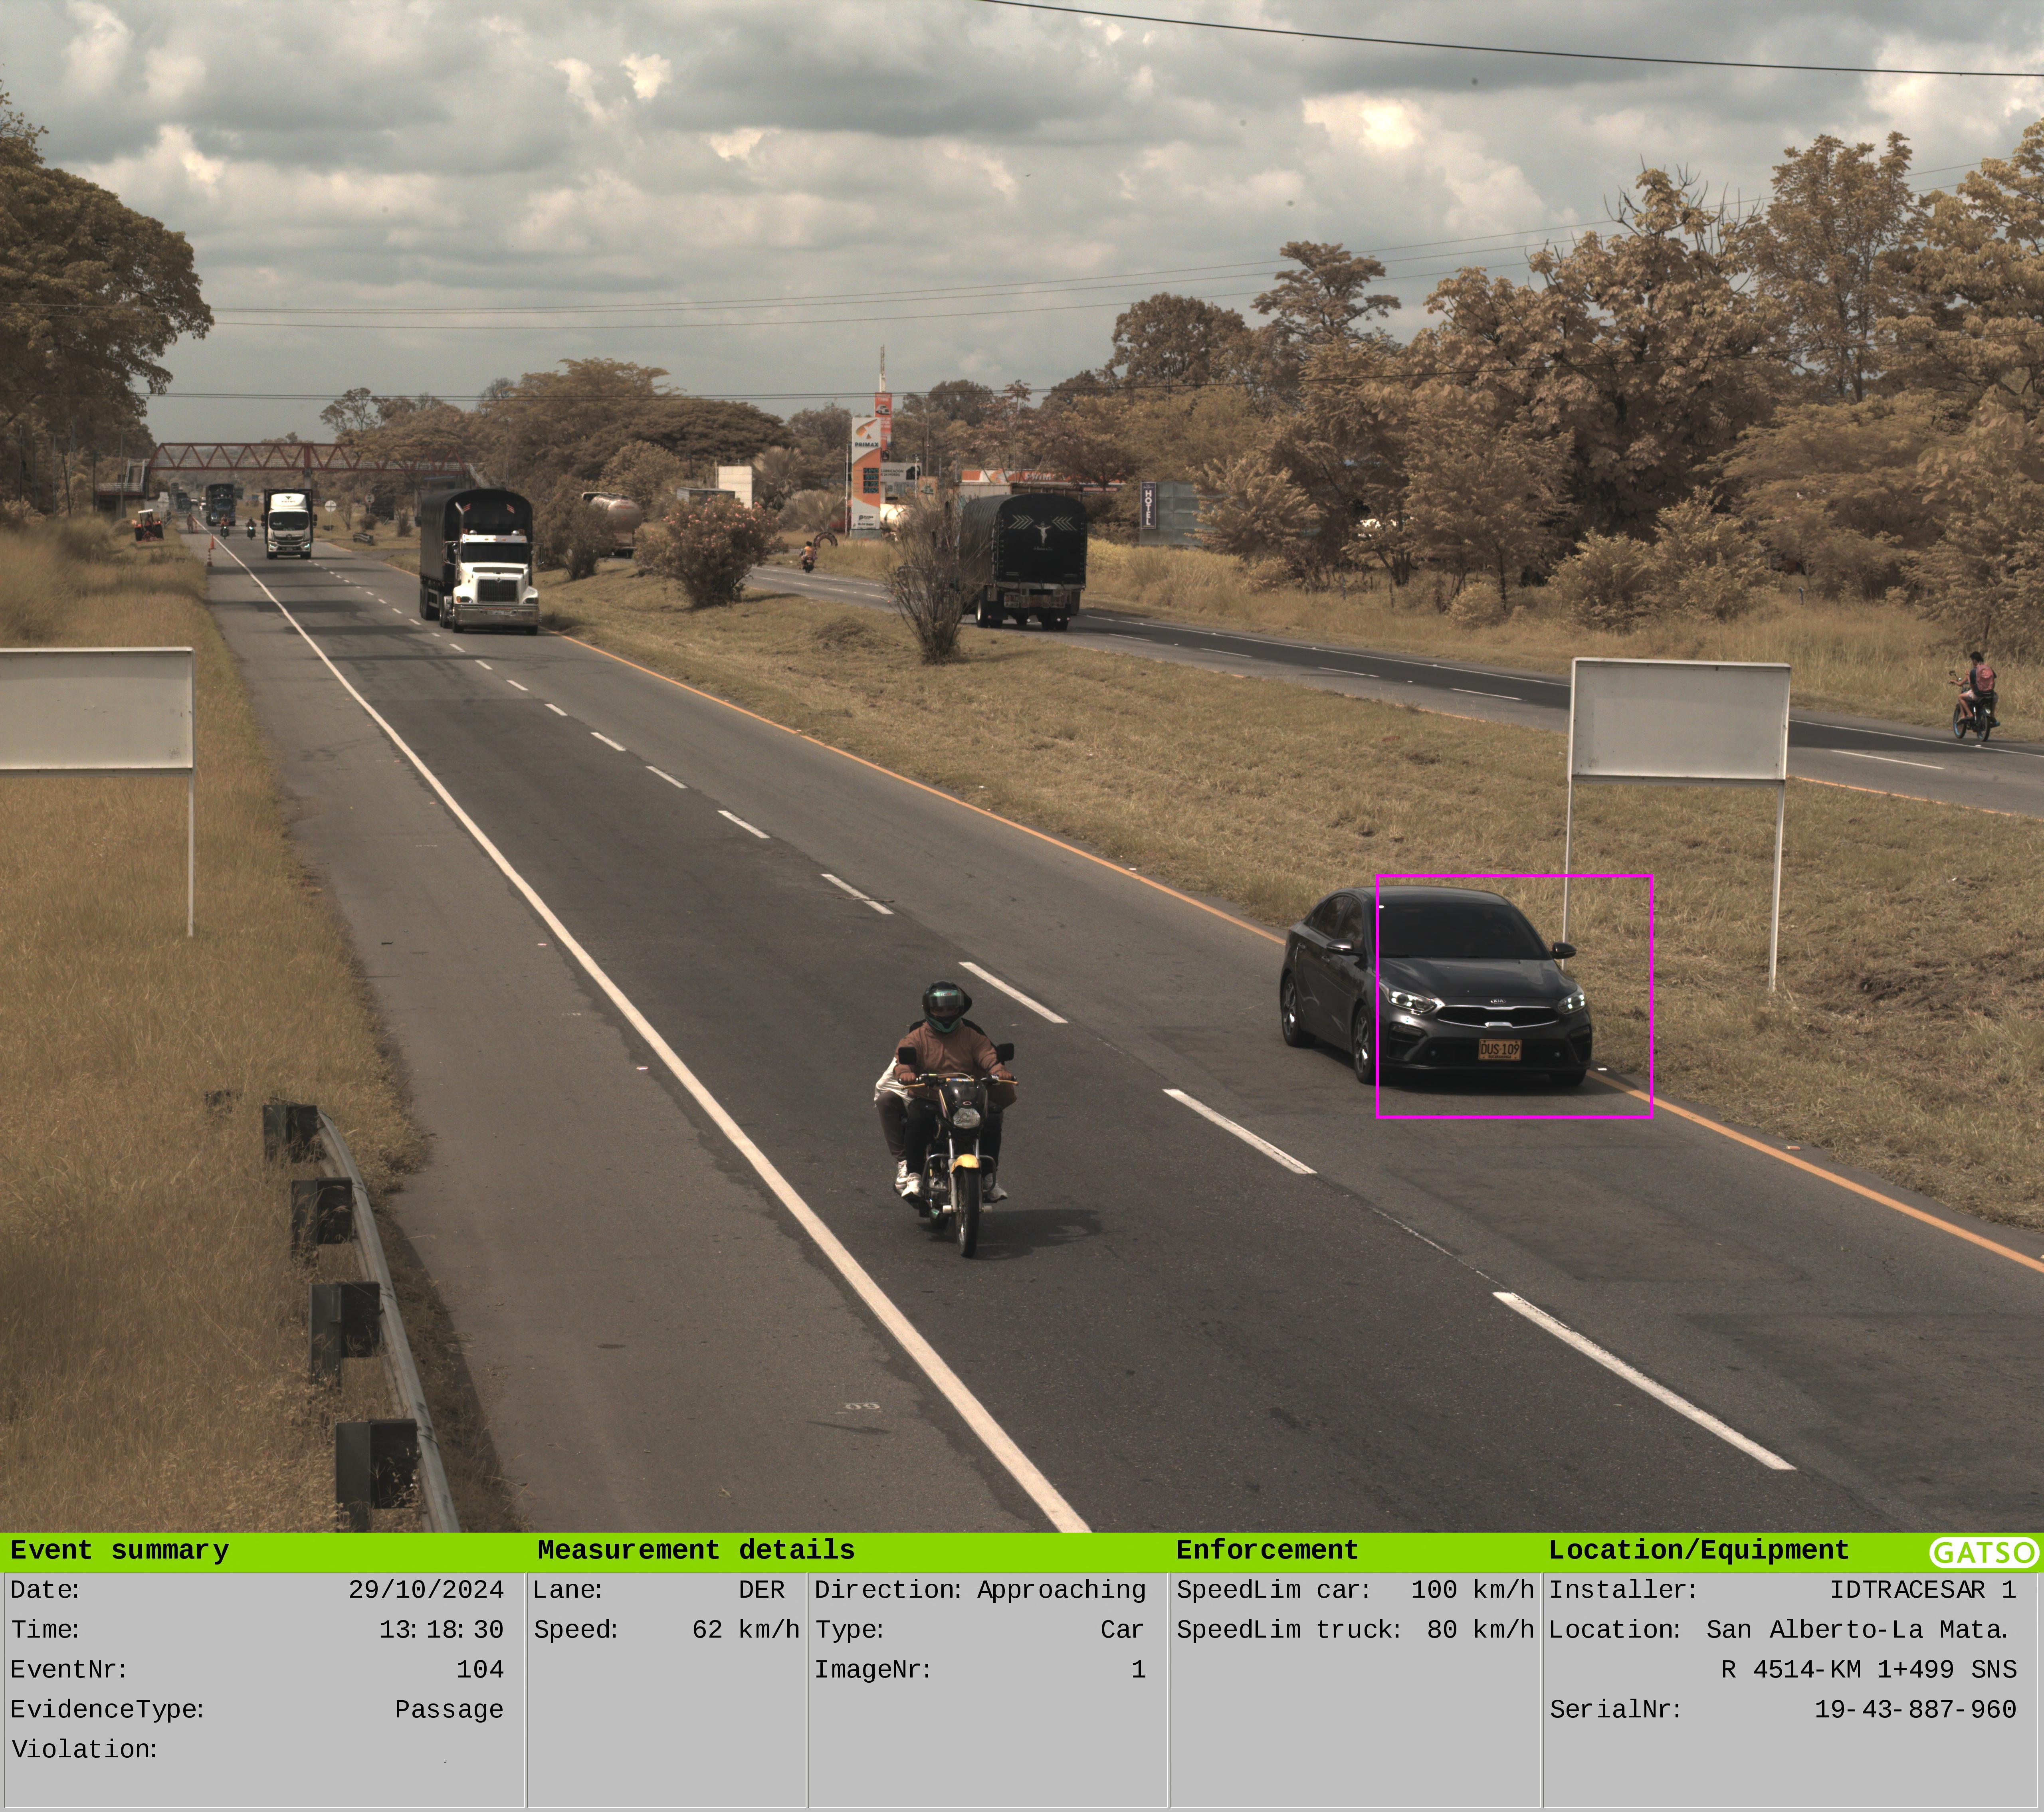 PRIMAX
HOTEL
KIA
DUS·109
Event summary
Measurement details
Enforcement
Location/Equipment
GATSO
Date: 29/10/2024
Time: 13:18:30
EventNr: 104
EvidenceType: Passage
Violation:
Lane: DER
Speed: 62 km/h
Direction: Approaching
Type: Car
ImageNr: 1
SpeedLim car: 100 km/h
SpeedLim truck: 80 km/h
Installer: IDTRACESAR 1
Location: San Alberto-La Mata.
R 4514-KM 1+499 SNS
SerialNr: 19-43-887-960